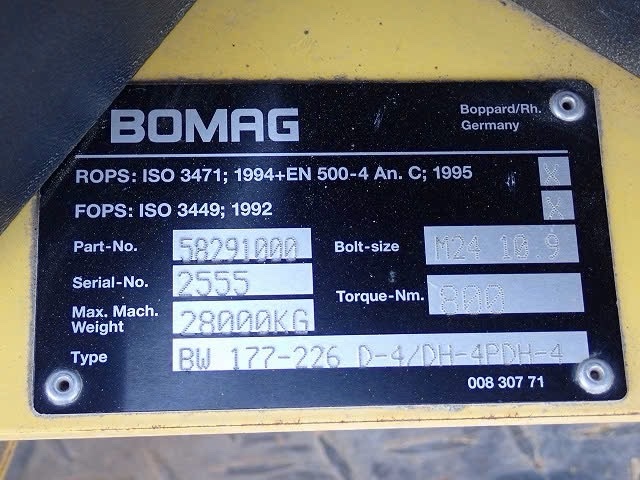 BOMAG
Boppard/Rh.
Germany
ROPS: ISO 3471; 1994+EN 500-4 An. C; 1995 X
FOPS: ISO 3449; 1992 X
Part-No. 58291000 Bolt-size M24 10.9
Serial-No. 2555
Torque-Nm. 800
Max. Mach.
Weight 28000KG
Type BW 177-226 D-4/DH-4PDH-4
008 307 71